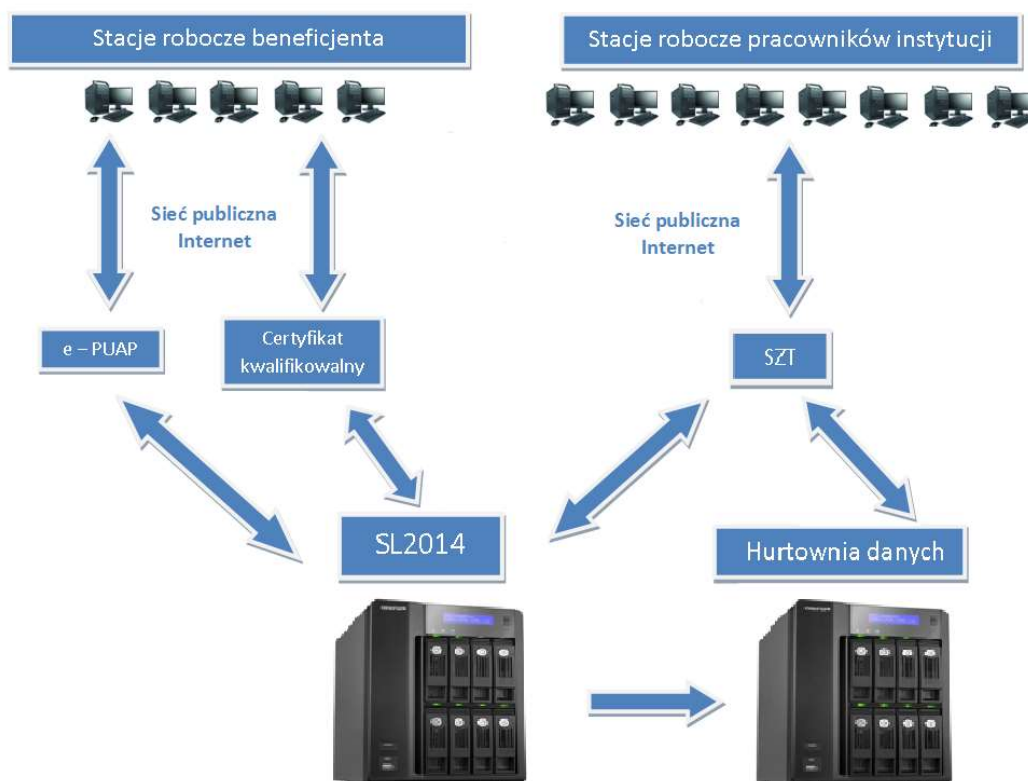 Stacje robocze beneficjenta
Stacje robocze pracowników instytucji
Sieć publiczna
Internet
Sieć publiczna
Internet
e – PUAP
Certyfikat
kwalifikowalny
SZT
SL2014
Hurtownia danych